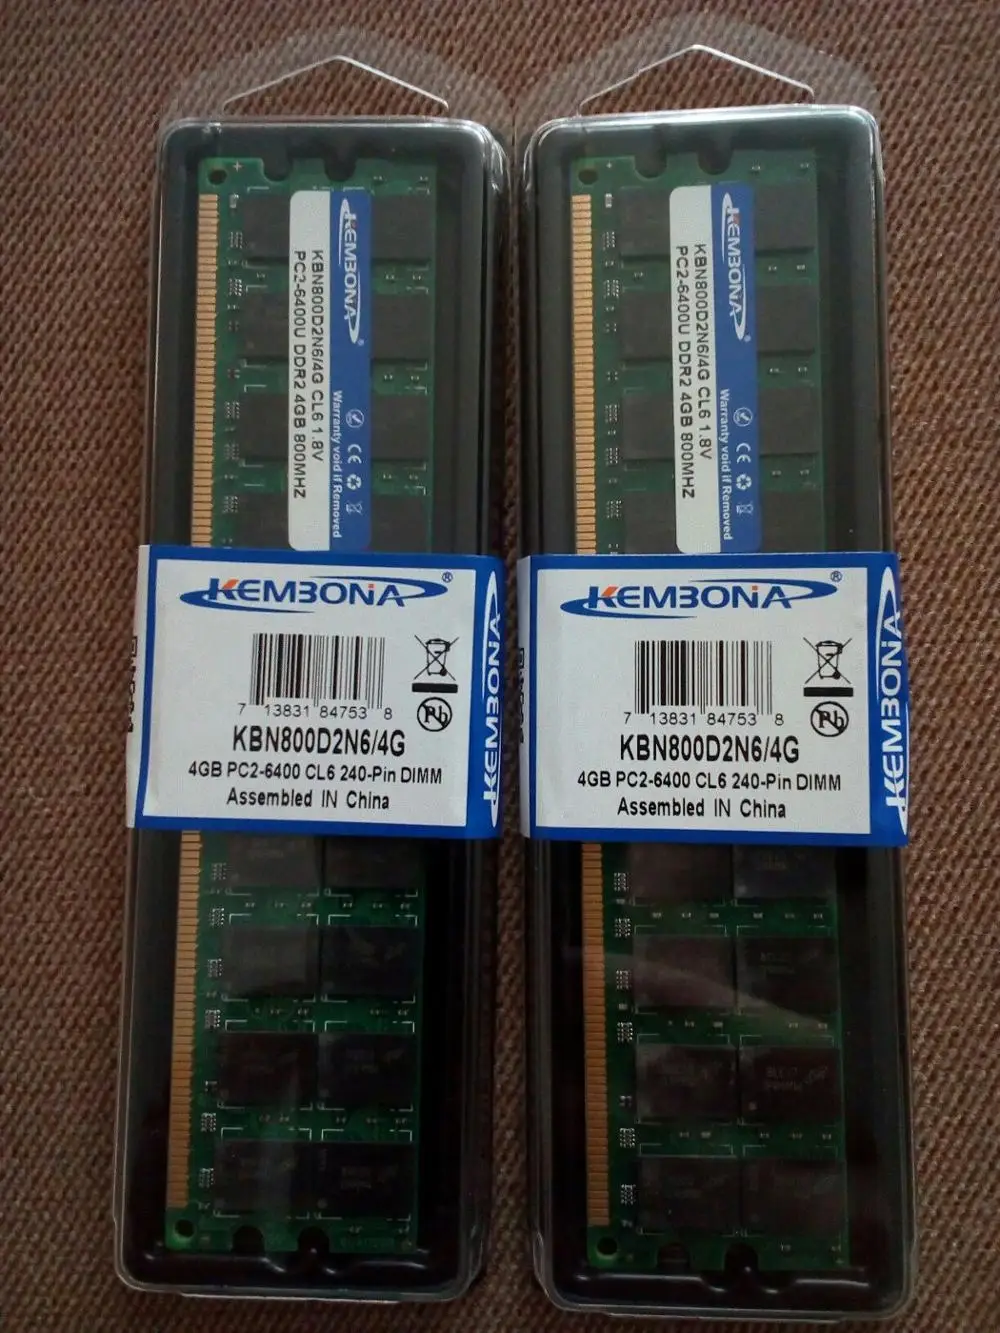 KEMBONA
Warranty void if Removed
KBN800D2N6/4G CL6 1.8V
PC2-6400U DDR2 4GB 800MHZ
KEMBONA
Warranty void if Removed
KBN800D2N6/4G CL6 1.8V
PC2-6400U DDR2 4GB 800MHZ
KEMBONA®
7 13831 84753 8
Pb
KBN800D2N6/4G
4GB PC2-6400 CL6 240-Pin DIMM
Assembled IN China
KEMBONA
KEMBONA®
7 13831 84753 8
Pb
KBN800D2N6/4G
4GB PC2-6400 CL6 240-Pin DIMM
Assembled IN China
KEMBONA